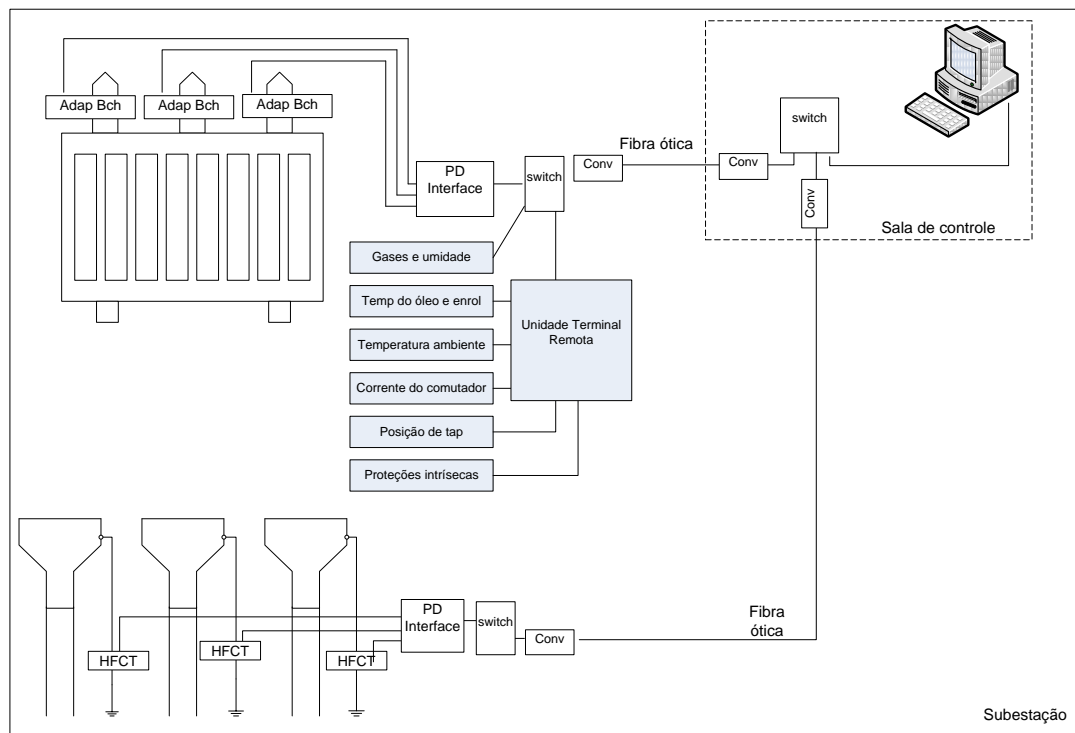 Adap Bch
Adap Bch
Adap Bch
PD
Interface
switch
Conv
Fibra ótica
Conv
switch
Conv
Sala de controle
Gases e umidade
Temp do óleo e enrol
Temperatura ambiente
Corrente do comutador
Posição de tap
Proteções intrísecas
Unidade Terminal
Remota
HFCT
HFCT
HFCT
PD
Interface
switch
Conv
Fibra
ótica
Subestação